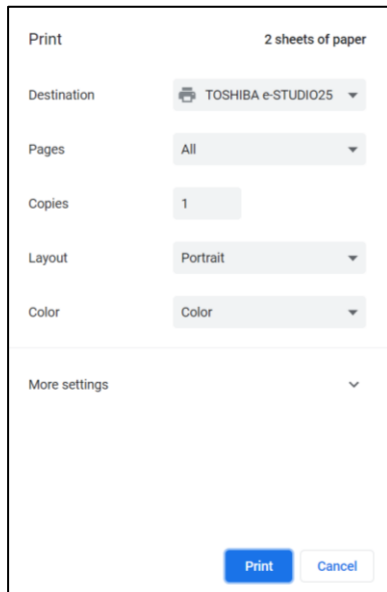 Print 2 sheets of paper
Destination TOSHIBA e-STUDIO25
Pages All
Copies 1
Layout Portrait
Color Color
More settings
Print Cancel